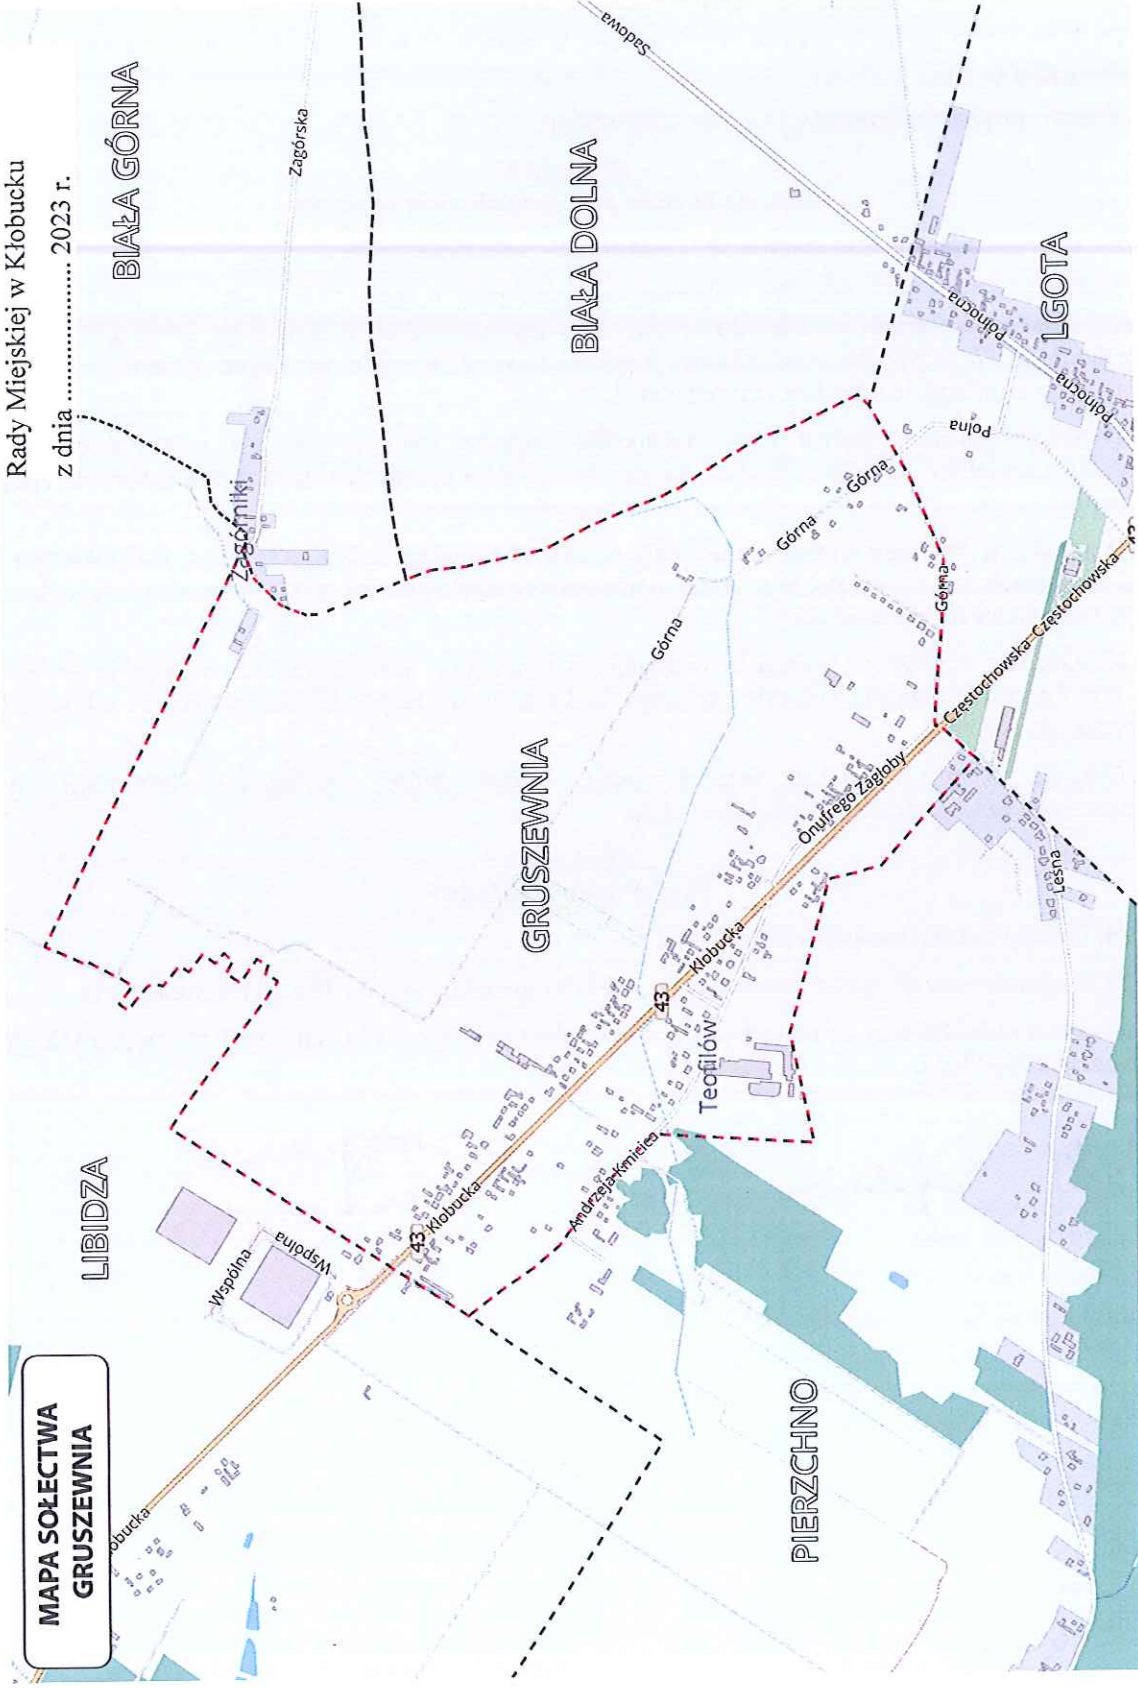 Rady Miejskiej w Kłobucku
z dnia .................. 2023 r.
MAPA SOŁECTWA
GRUSZEWNIA
LIBIDZA
BIAŁA GÓRNA
Zagórniki
Zagórska
Wspólna
Wspólna
obucka
43
Kłobucka
GRUSZEWNIA
BIAŁA DOLNA
Sadowa
Górna
Górna
Górna
Górna
Polna
Północna
Północna
LGOTA
43
Kłobucka
Teofilów
Andrzeja Kmicica
Onufrego Zagłoby
Częstochowska
Częstochowska
Leśna
PIERZCHNO